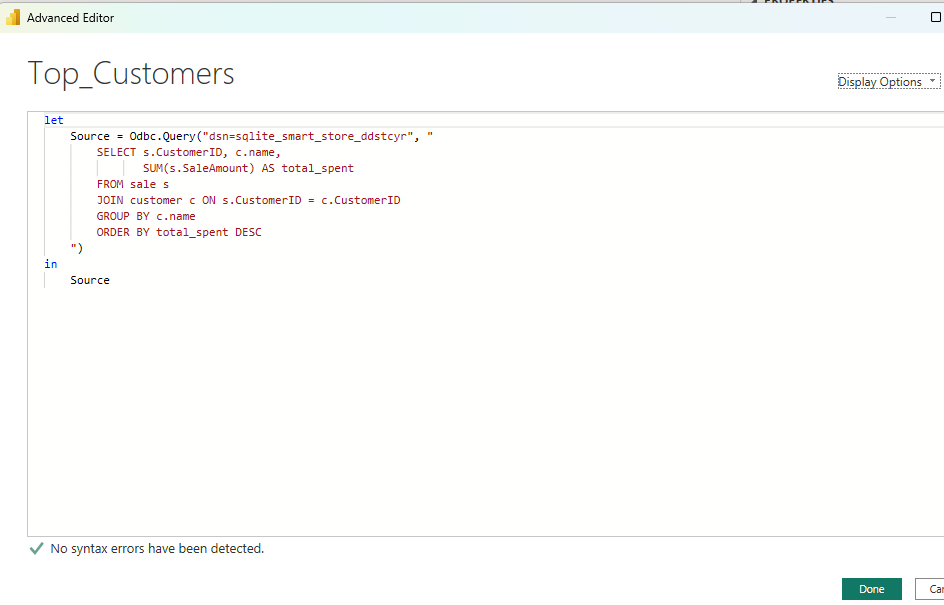 PROPERTIES
Advanced Editor
Top_Customers
Display Options
let
Source = Odbc.Query("dsn=sqlite_smart_store_ddstcyr", "
SELECT s.CustomerID, c.name,
SUM(s.SaleAmount) AS total_spent
FROM sale s
JOIN customer c ON s.CustomerID = c.CustomerID
GROUP BY c.name
ORDER BY total_spent DESC
")
in
Source
No syntax errors have been detected.
Done